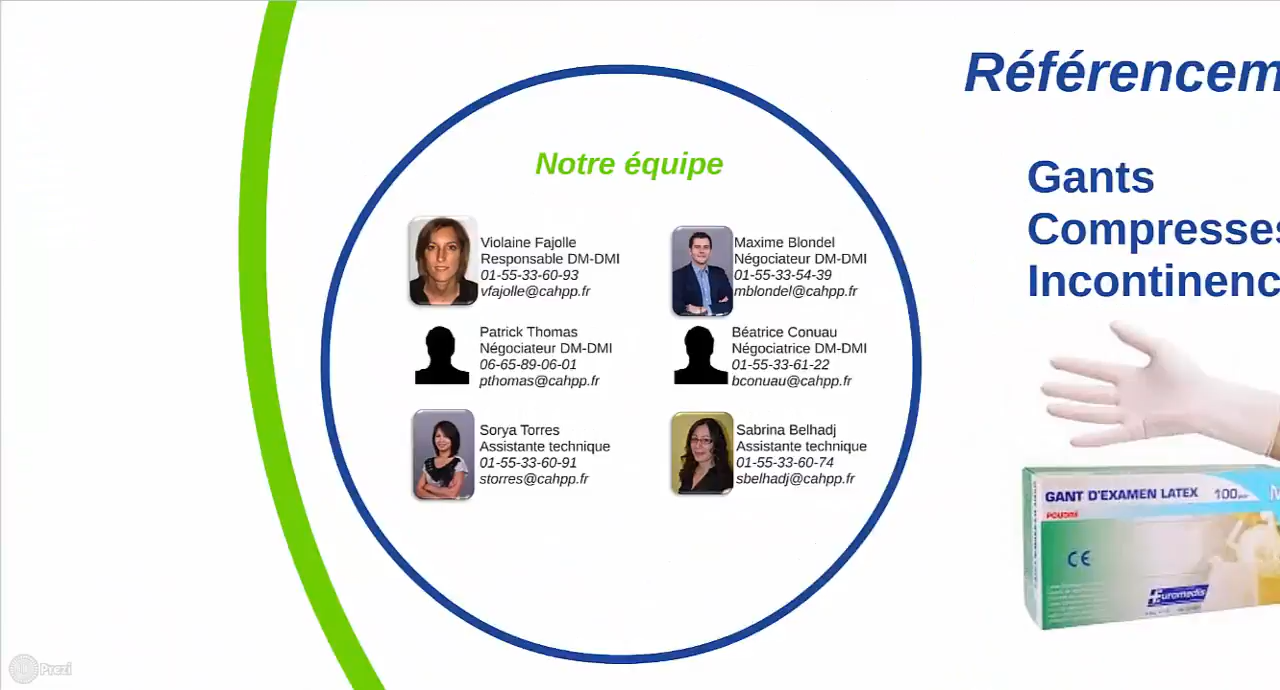 Référencem
Notre équipe
Violaine Fajolle
Responsable DM-DMI
01-55-33-60-93
vfajolle@cahpp.fr
Maxime Blondel
Négociateur DM-DMI
01-55-33-54-39
mblondel@cahpp.fr
Patrick Thomas
Négociateur DM-DMI
06-65-89-06-01
pthomas@cahpp.fr
Béatrice Conuau
Négociatrice DM-DMI
01-55-33-61-22
bconuau@cahpp.fr
Sorya Torres
Assistante technique
01-55-33-60-91
storres@cahpp.fr
Sabrina Belhadj
Assistante technique
01-55-33-60-74
sbelhadj@cahpp.fr
Gants
Compresses
Incontinenc
GANT D'EXAMEN LATEX 100
POUDRÉ
CE
Euromedis
Prezi